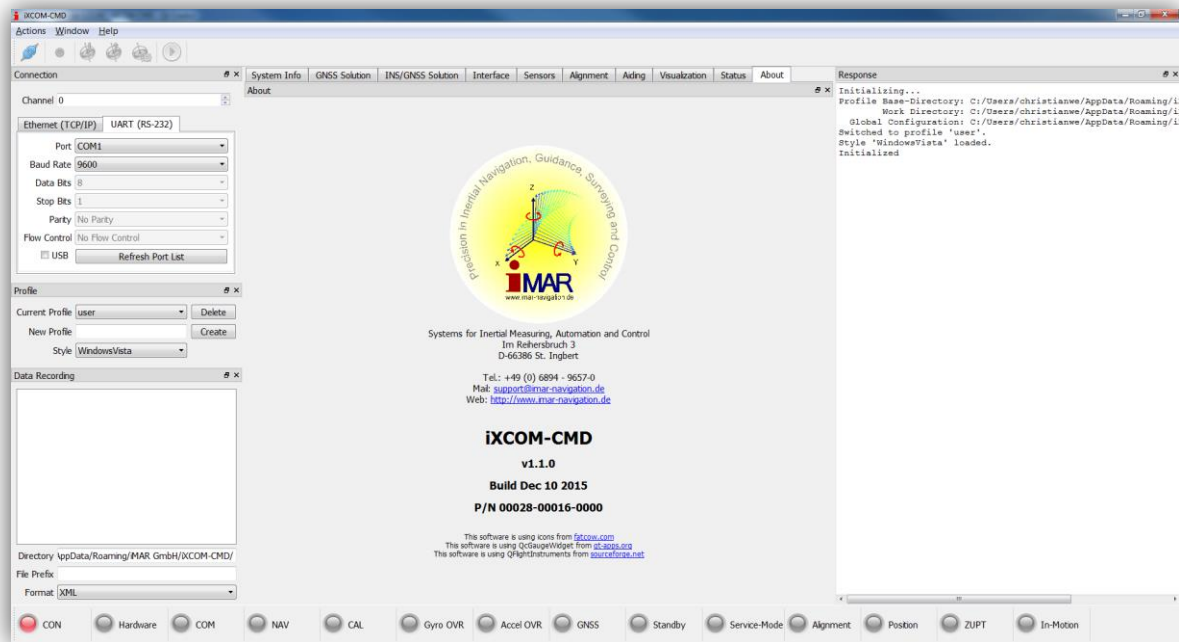 iXCOM-CMD
Actions Window Help
Connection
Channel 0
Ethernet (TCP/IP) UART (RS-232)
Port COM1
Baud Rate 9600
Data Bits 8
Stop Bits 1
Parity No Parity
Flow Control No Flow Control
USB Refresh Port List
Profile
Current Profile user Delete
New Profile Create
Style WindowsVista
Data Recording
Directory \ppData/Roaming/iMAR GmbH/iXCOM-CMD/
File Prefix
Format XML
System Info GNSS Solution INS/GNSS Solution Interface Sensors Alignment Aiding Visualization Status About
About
Precision in Inertial Navigation, Guidance, Surveying and Control
Z
X
Y
iMAR
www.imar-navigation.de
Systems for Inertial Measuring, Automation and Control
Im Reihersbruch 3
D-66386 St. Ingbert
Tel.: +49 (0) 6894 - 9657-0
Mail: support@imar-navigation.de
Web: http://www.imar-navigation.de
iXCOM-CMD
v1.1.0
Build Dec 10 2015
P/N 00028-00016-0000
This software is using icons from fatcow.com
This software is using QcGaugeWidget from qt-apps.org
This software is using QFlightInstruments from sourceforge.net
Response
Initializing...
Profile Base-Directory: C:/Users/christianwe/AppData/Roaming/i
Work Directory: C:/Users/christianwe/AppData/Roaming/i
Global Configuration: C:/Users/christianwe/AppData/Roaming/i
Switched to profile 'user'.
Style 'WindowsVista' loaded.
Initialized
CON Hardware COM NAV CAL Gyro OVR Accel OVR GNSS Standby Service-Mode Alignment Position ZUPT In-Motion